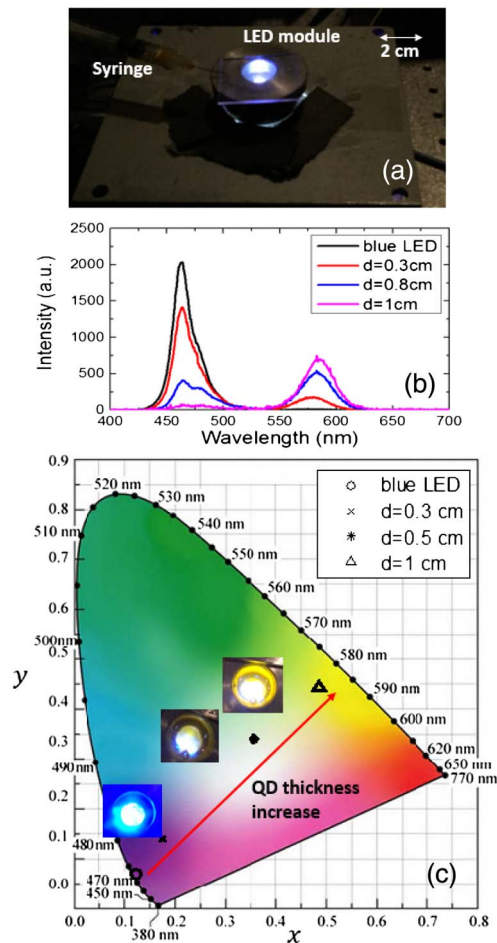 LED module
2 cm
Syringe
(a)
2500
2000
1500
1000
500
0
Intensity (a.u.)
blue LED
d=0.3cm
d=0.8cm
d=1cm
(b)
400 450 500 550 600 650 700
Wavelength (nm)
0.9
0.8
0.7
0.6
0.5
0.4
0.3
0.2
0.1
0.0
y
blue LED
d=0.3 cm
d=0.5 cm
d=1 cm
520 nm
530 nm
510 nm
540 nm
550 nm
560 nm
500nm
570 nm
580 nm
590 nm
600 nm
620 nm
650 nm
770 nm
490 nm
480 nm
470 nm
450 nm
380 nm
QD thickness
increase
(c)
0.0 0.1 0.2 0.3 0.4 0.5 0.6 0.7 0.8
x